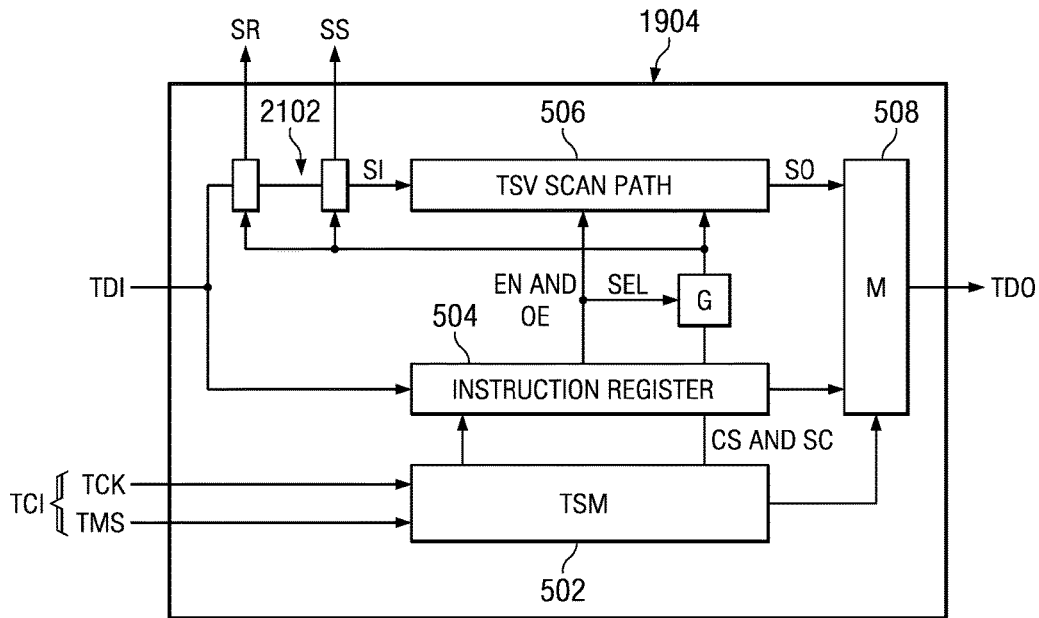 1904
SR
SS
2102
506
508
SI
TSV SCAN PATH
SO
TDI
EN AND
OE
SEL
G
M
TDO
504
INSTRUCTION REGISTER
CS AND SC
TCI
TCK
TMS
TSM
502